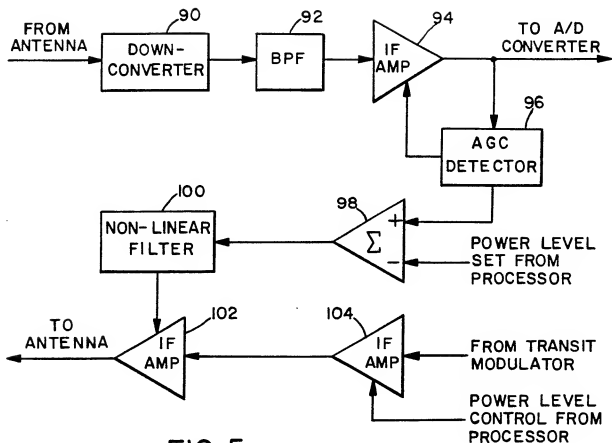 FROM
ANTENNA
90
DOWN-
CONVERTER
92
BPF
94
IF
AMP
TO A/D
CONVERTER
96
AGC
DETECTOR
100
NON-LINEAR
FILTER
98
+
Σ
−
POWER LEVEL
SET FROM
PROCESSOR
TO
ANTENNA
102
IF
AMP
104
IF
AMP
FROM TRANSIT
MODULATOR
POWER LEVEL
CONTROL FROM
PROCESSOR